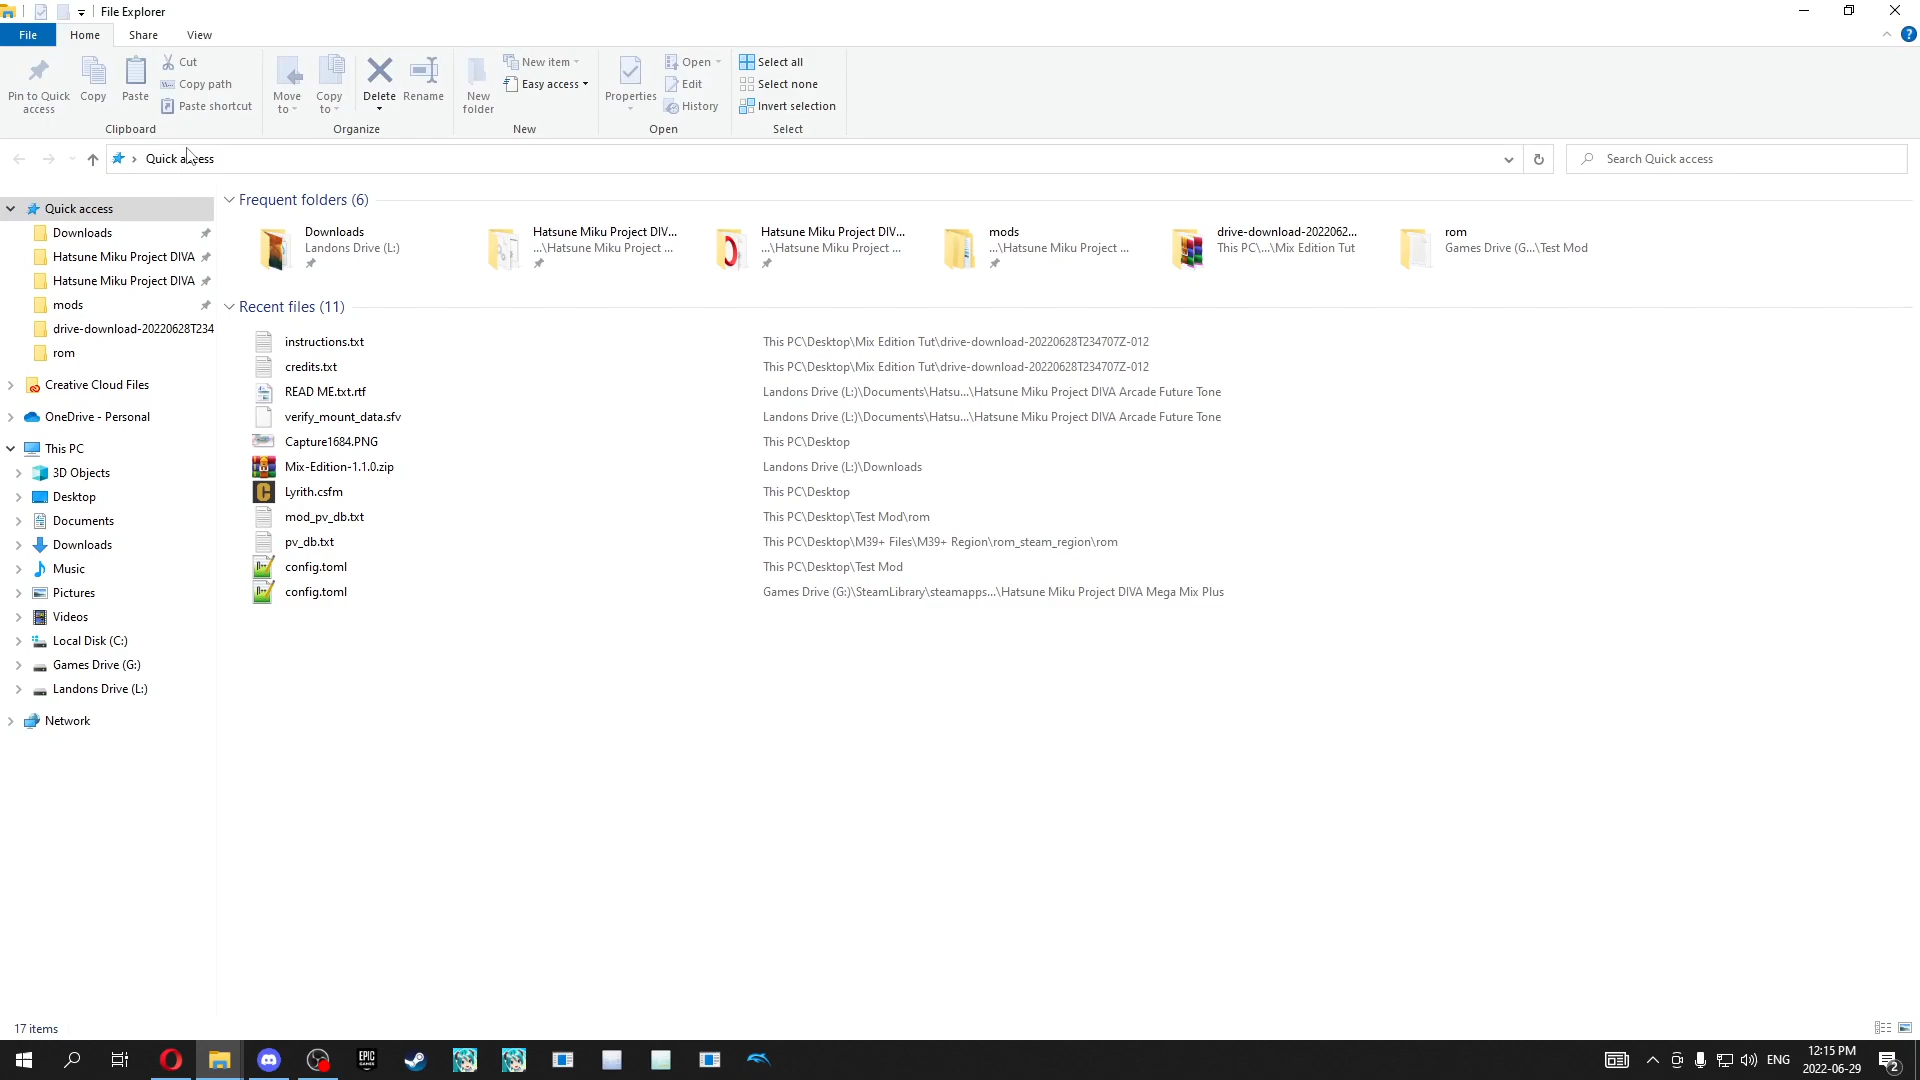 File Explorer
File Home Share View
Pin to Quick access
Copy
Paste
Cut
Copy path
Paste shortcut
Move to
Copy to
Delete
Rename
New folder
New item
Easy access
Properties
Open
Edit
History
Select all
Select none
Invert selection
Clipboard
Organize
New
Open
Select
Quick access
Search Quick access
Quick access
Downloads
Hatsune Miku Project DIVA
Hatsune Miku Project DIVA
mods
drive-download-20220628T234
rom
Creative Cloud Files
OneDrive - Personal
This PC
3D Objects
Desktop
Documents
Downloads
Music
Pictures
Videos
Local Disk (C:)
Games Drive (G:)
Landons Drive (L:)
Network
Frequent folders (6)
Downloads
Landons Drive (L:)
Hatsune Miku Project DIV...
...\Hatsune Miku Project ...
Hatsune Miku Project DIV...
...\Hatsune Miku Project ...
mods
...\Hatsune Miku Project ...
drive-download-2022062...
This PC\...\Mix Edition Tut
rom
Games Drive (G...\Test Mod
Recent files (11)
instructions.txt This PC\Desktop\Mix Edition Tut\drive-download-20220628T234707Z-012
credits.txt This PC\Desktop\Mix Edition Tut\drive-download-20220628T234707Z-012
READ ME.txt.rtf Landons Drive (L:)\Documents\Hatsu...\Hatsune Miku Project DIVA Arcade Future Tone
verify_mount_data.sfv Landons Drive (L:)\Documents\Hatsu...\Hatsune Miku Project DIVA Arcade Future Tone
Capture1684.PNG This PC\Desktop
Mix-Edition-1.1.0.zip Landons Drive (L:)\Downloads
Lyrith.csfm This PC\Desktop
mod_pv_db.txt This PC\Desktop\Test Mod\rom
pv_db.txt This PC\Desktop\M39+ Files\M39+ Region\rom_steam_region\rom
config.toml This PC\Desktop\Test Mod
config.toml Games Drive (G:)\SteamLibrary\steamapps...\Hatsune Miku Project DIVA Mega Mix Plus
17 items
EPIC GAMES
ENG
12:15 PM
2022-06-29
2